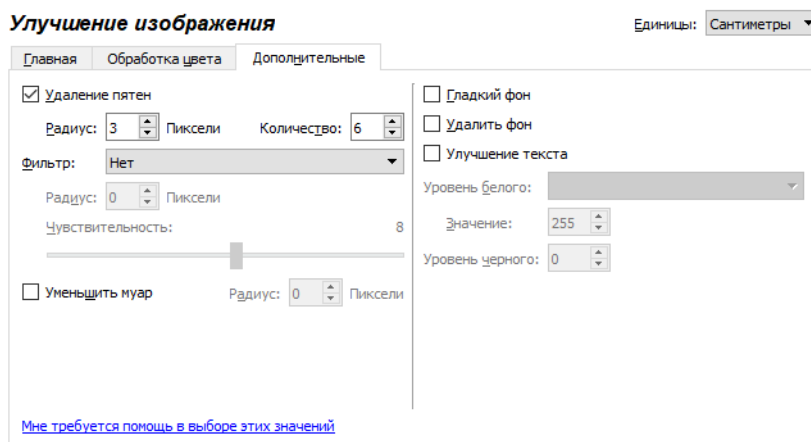 Улучшение изображения
Единицы: Сантиметры
Главная Обработка цвета Дополнительные
Удаление пятен
Радиус: 3 Пиксели Количество: 6
Фильтр: Нет
Радиус: 0 Пиксели
Чувствительность: 8
Уменьшить муар Радиус: 0 Пиксели
Гладкий фон
Удалить фон
Улучшение текста
Уровень белого:
Значение: 255
Уровень черного: 0
Мне требуется помощь в выборе этих значений